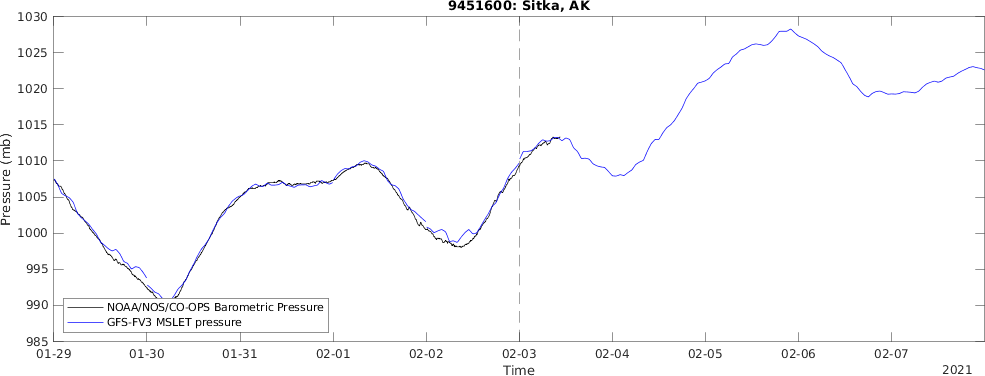 9451600: Sitka, AK
1030
1025
1020
1015
1010
1005
1000
995
990
985
Pressure (mb)
NOAA/NOS/CO-OPS Barometric Pressure
GFS-FV3 MSLET pressure
01-29 01-30 01-31 02-01 02-02 02-03 02-04 02-05 02-06 02-07
Time
2021